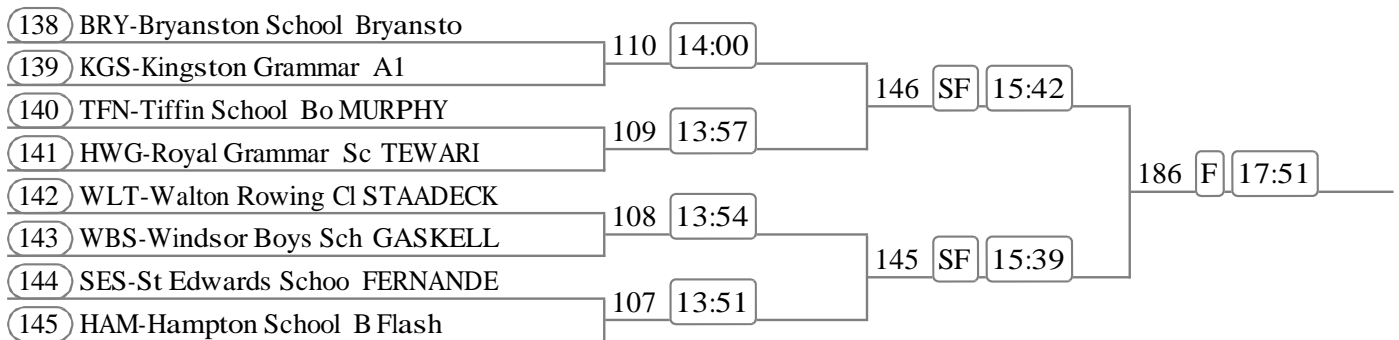 138 BRY-Bryanston School Bryansto
110 14:00
139 KGS-Kingston Grammar A1
146 SF 15:42
140 TFN-Tiffin School Bo MURPHY
109 13:57
141 HWG-Royal Grammar Sc TEWARI
186 F 17:51
142 WLT-Walton Rowing Cl STAADECK
108 13:54
143 WBS-Windsor Boys Sch GASKELL
145 SF 15:39
144 SES-St Edwards Schoo FERNANDE
107 13:51
145 HAM-Hampton School B Flash